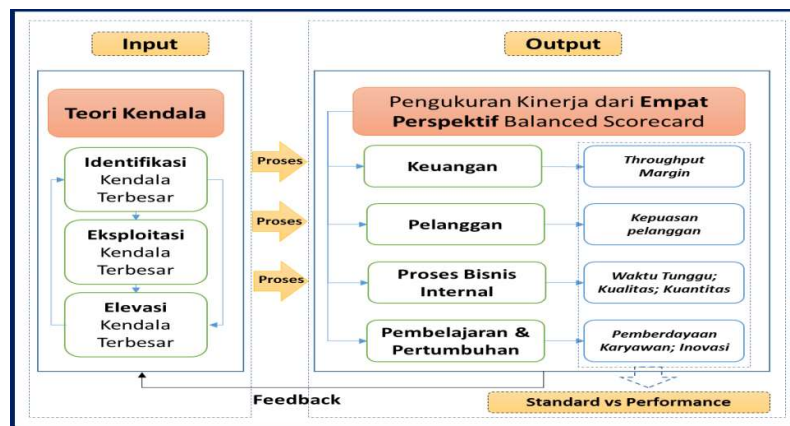 Input
Teori Kendala
Identifikasi
Kendala
Terbesar
Eksploitasi
Kendala
Terbesar
Elevasi
Kendala
Terbesar
Proses
Proses
Proses
Output
Pengukuran Kinerja dari Empat
Perspektif Balanced Scorecard
Keuangan
Throughput
Margin
Pelanggan
Kepuasan
pelanggan
Proses Bisnis
Internal
Waktu Tunggu;
Kualitas; Kuantitas
Pembelajaran &
Pertumbuhan
Pemberdayaan
Karyawan; Inovasi
Feedback
Standard vs Performance